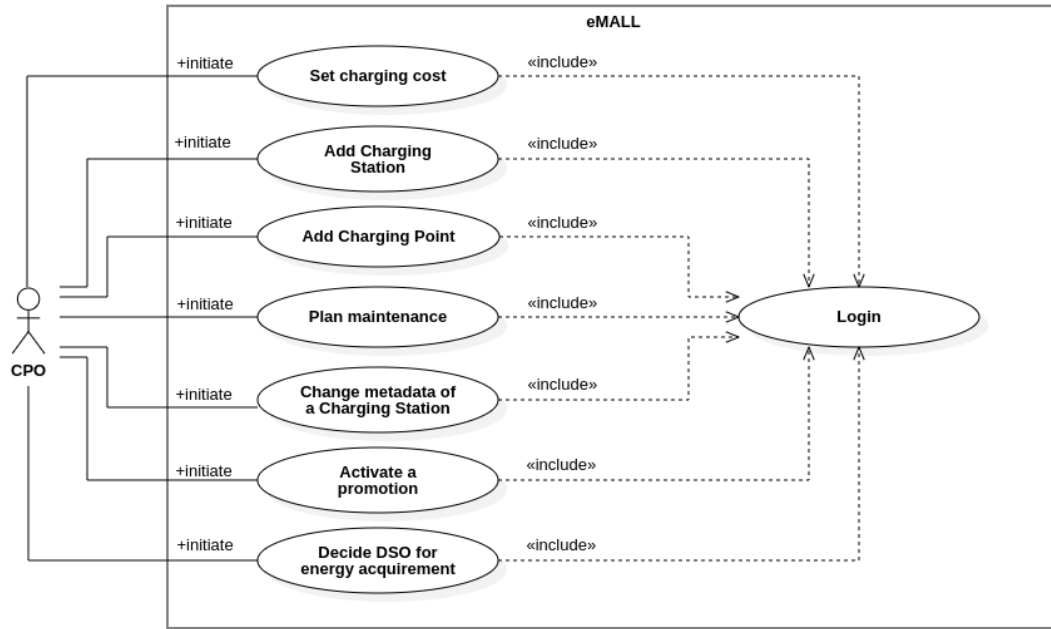 eMALL
+initiate
Set charging cost
«include»
+initiate
Add Charging
Station
«include»
+initiate
Add Charging Point
«include»
+initiate
Plan maintenance
«include»
Login
CPO
+initiate
Change metadata of
a Charging Station
«include»
+initiate
Activate a
promotion
«include»
+initiate
Decide DSO for
energy acquirement
«include»